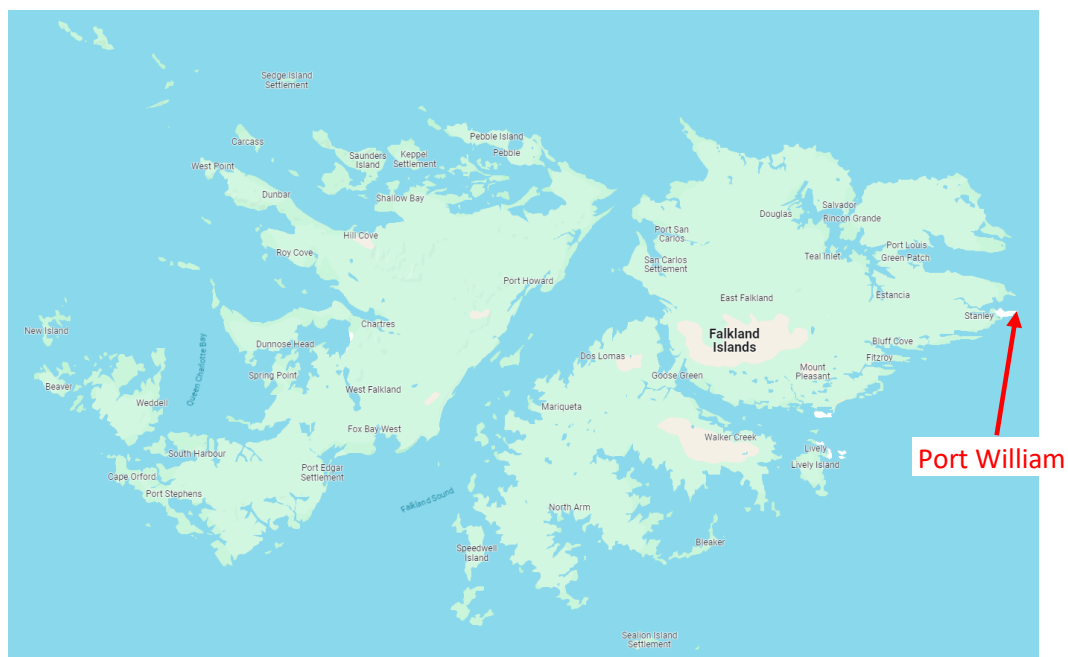 Sedge Island
Settlement
Carcass
West Point
Saunders
Island
Keppel
Settlement
Pebble Island
Pebble
Dunbar
Shallow Bay
Hill Cove
Roy Cove
Port San
Carlos
San Carlos
Settlement
Douglas
Salvador
Rincon Grande
Teal Inlet
Port Louis
Green Patch
Port Howard
East Falkland
Estancia
Stanley
New Island
Chartres
Dunnose Head
Queen Charlotte Bay
Spring Point
Falkland
Islands
Bluff Cove
Fitzroy
Dos Lomas
Goose Green
Mount
Pleasant
Beaver
Weddell
West Falkland
Mariqueta
Fox Bay West
Walker Creek
South Harbour
Cape Orford
Port Stephens
Port Edgar
Settlement
Lively
Lively Island
Port William
Falkland Sound
North Arm
Speedwell
Island
Bleaker
Sealion Island
Settlement